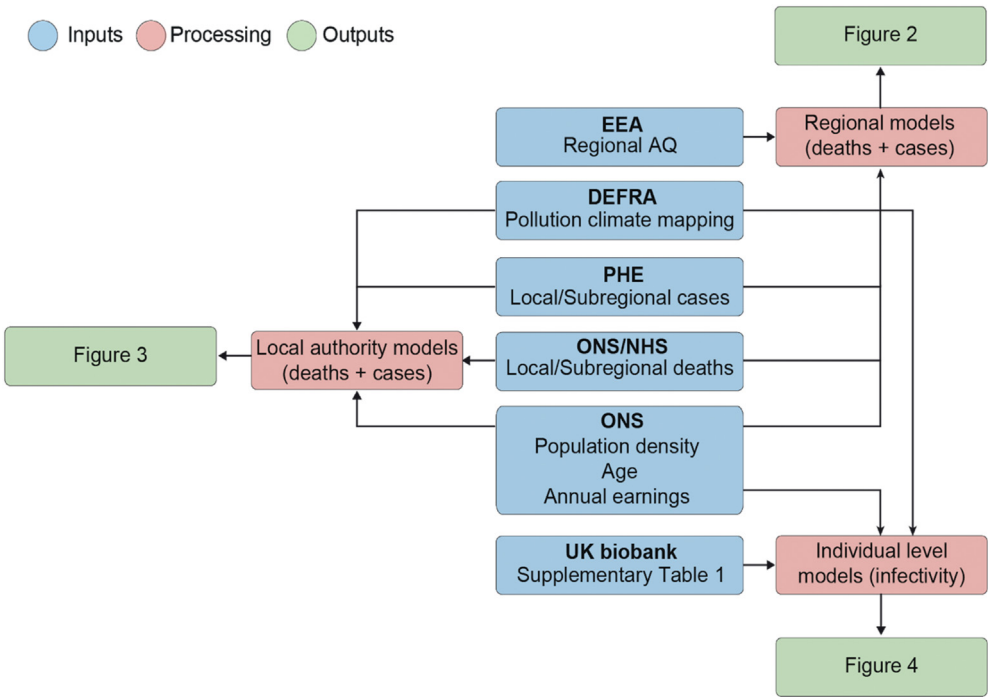 Inputs
Processing
Outputs
Figure 2
EEA
Regional AQ
Regional models
(deaths + cases)
DEFRA
Pollution climate mapping
PHE
Local/Subregional cases
Figure 3
Local authority models
(deaths + cases)
ONS/NHS
Local/Subregional deaths
ONS
Population density
Age
Annual earnings
UK biobank
Supplementary Table 1
Individual level
models (infectivity)
Figure 4